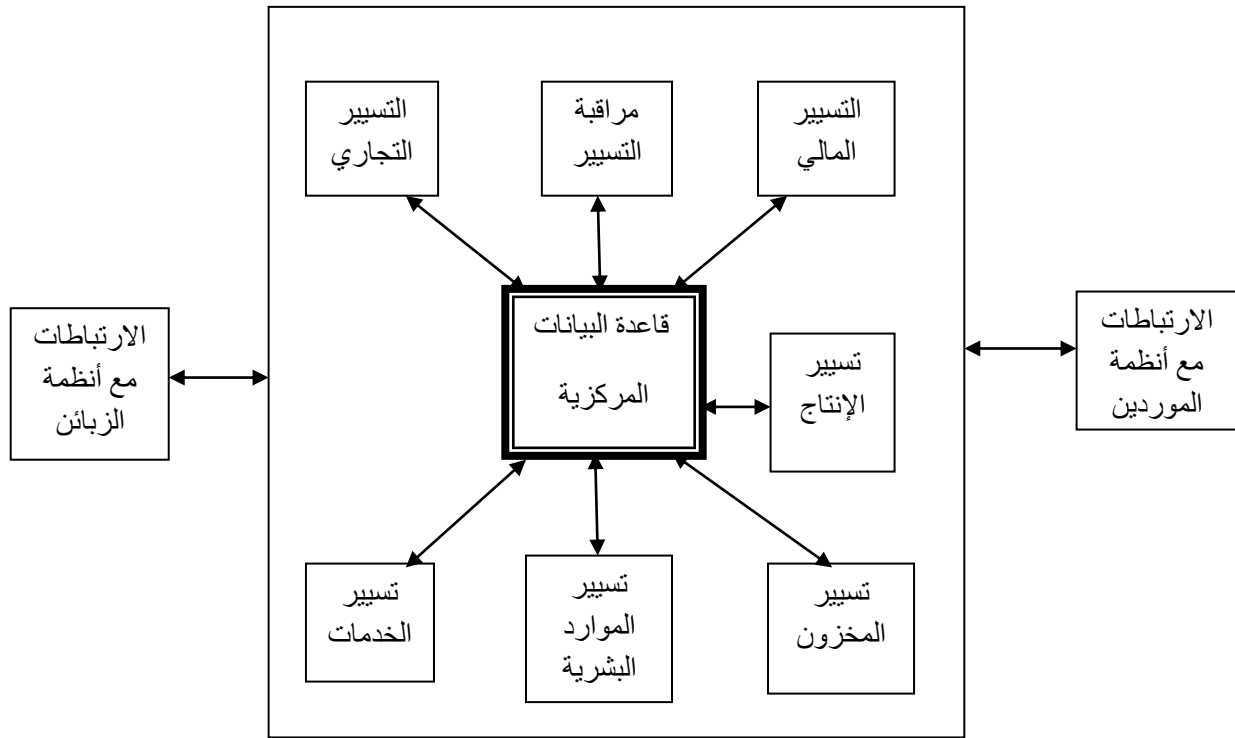 التسيير
المالي
مراقبة
التسيير
التسيير
التجاري
الارتباطات
مع أنظمة
الموردين
تسيير
الإنتاج
قاعدة البيانات
المركزية
الارتباطات
مع أنظمة
الزبائن
تسيير
المخزون
تسيير
الموارد
البشرية
تسيير
الخدمات